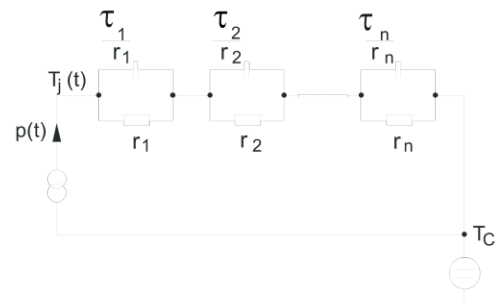 τ1 τ2 τn
r1 r2 rn
Tj (t)
p(t)
r1 r2 rn
TC